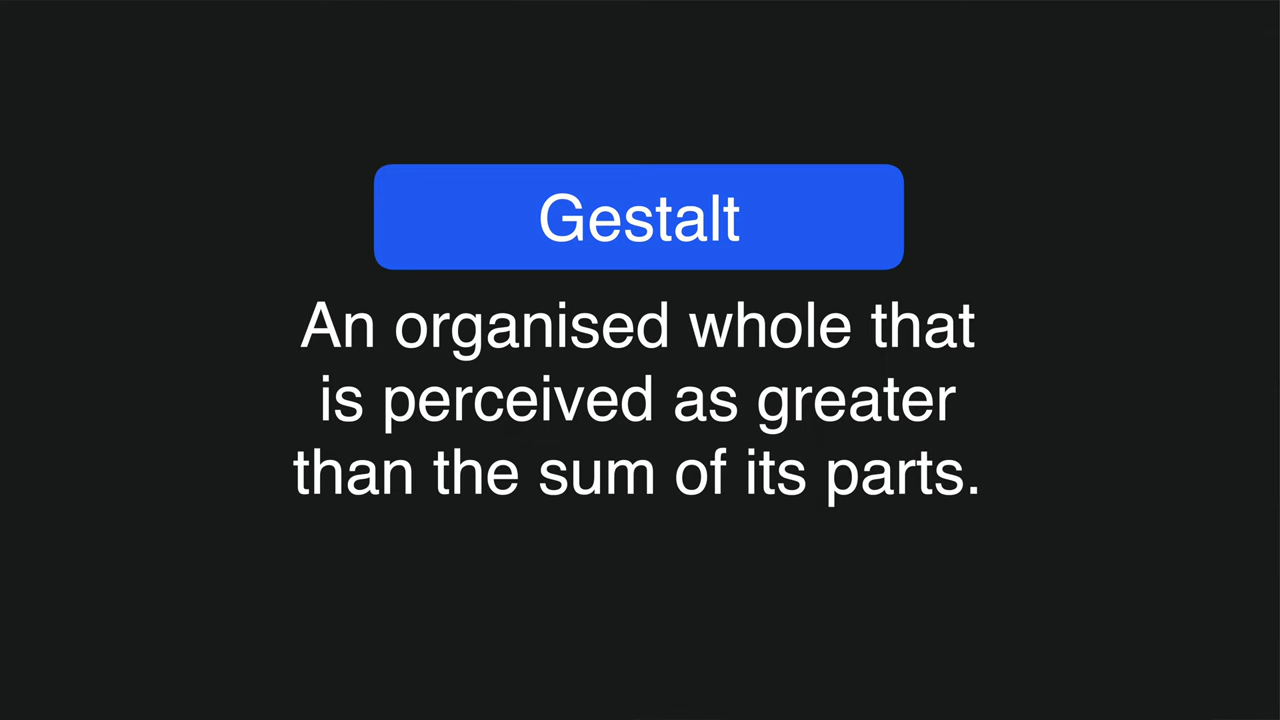 Gestalt
An organised whole that
is perceived as greater
than the sum of its parts.